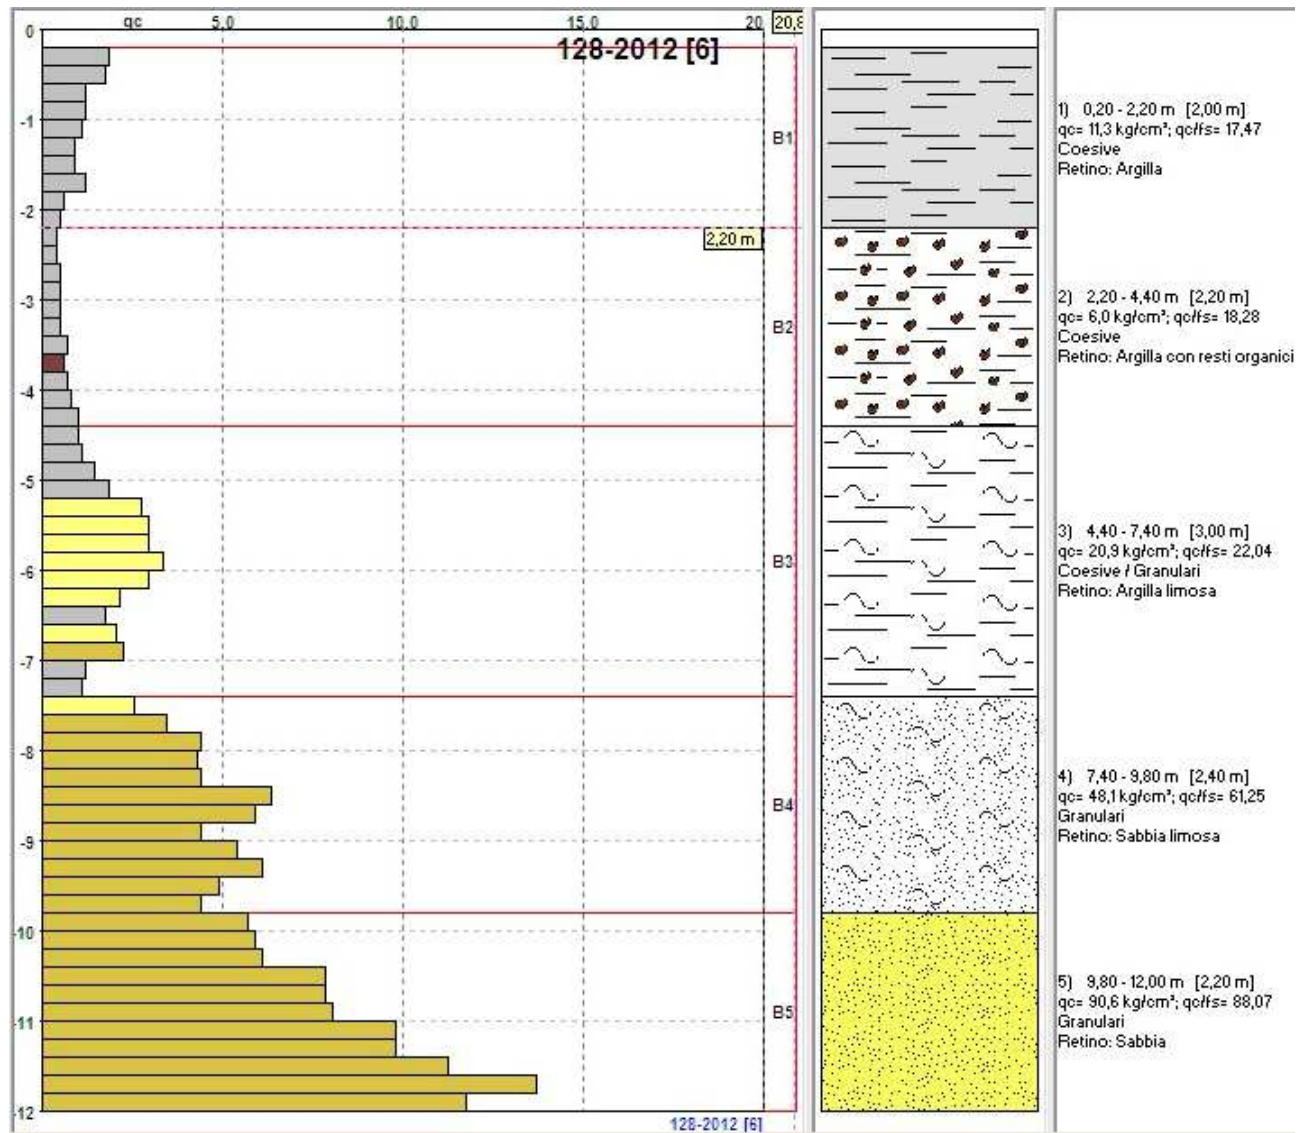 qc 5,0 10,0 15,0 20 20,8
0
128-2012 [6]
-1
B1
-2
2,20 m
-3
B2
-4
-5
-6
B3
-7
-8
B4
-9
-10
-11
B5
-12
128-2012 [6]
1) 0,20 - 2,20 m [2,00 m]
qc= 11,3 kg/cm²; qc/fs= 17,47
Coesive
Retino: Argilla
2) 2,20 - 4,40 m [2,20 m]
qc= 6,0 kg/cm²; qc/fs= 18,28
Coesive
Retino: Argilla con resti organici
3) 4,40 - 7,40 m [3,00 m]
qc= 20,9 kg/cm²; qc/fs= 22,04
Coesive / Granulari
Retino: Argilla limosa
4) 7,40 - 9,80 m [2,40 m]
qc= 48,1 kg/cm²; qc/fs= 61,25
Granulari
Retino: Sabbia limosa
5) 9,80 - 12,00 m [2,20 m]
qc= 90,6 kg/cm²; qc/fs= 88,07
Granulari
Retino: Sabbia